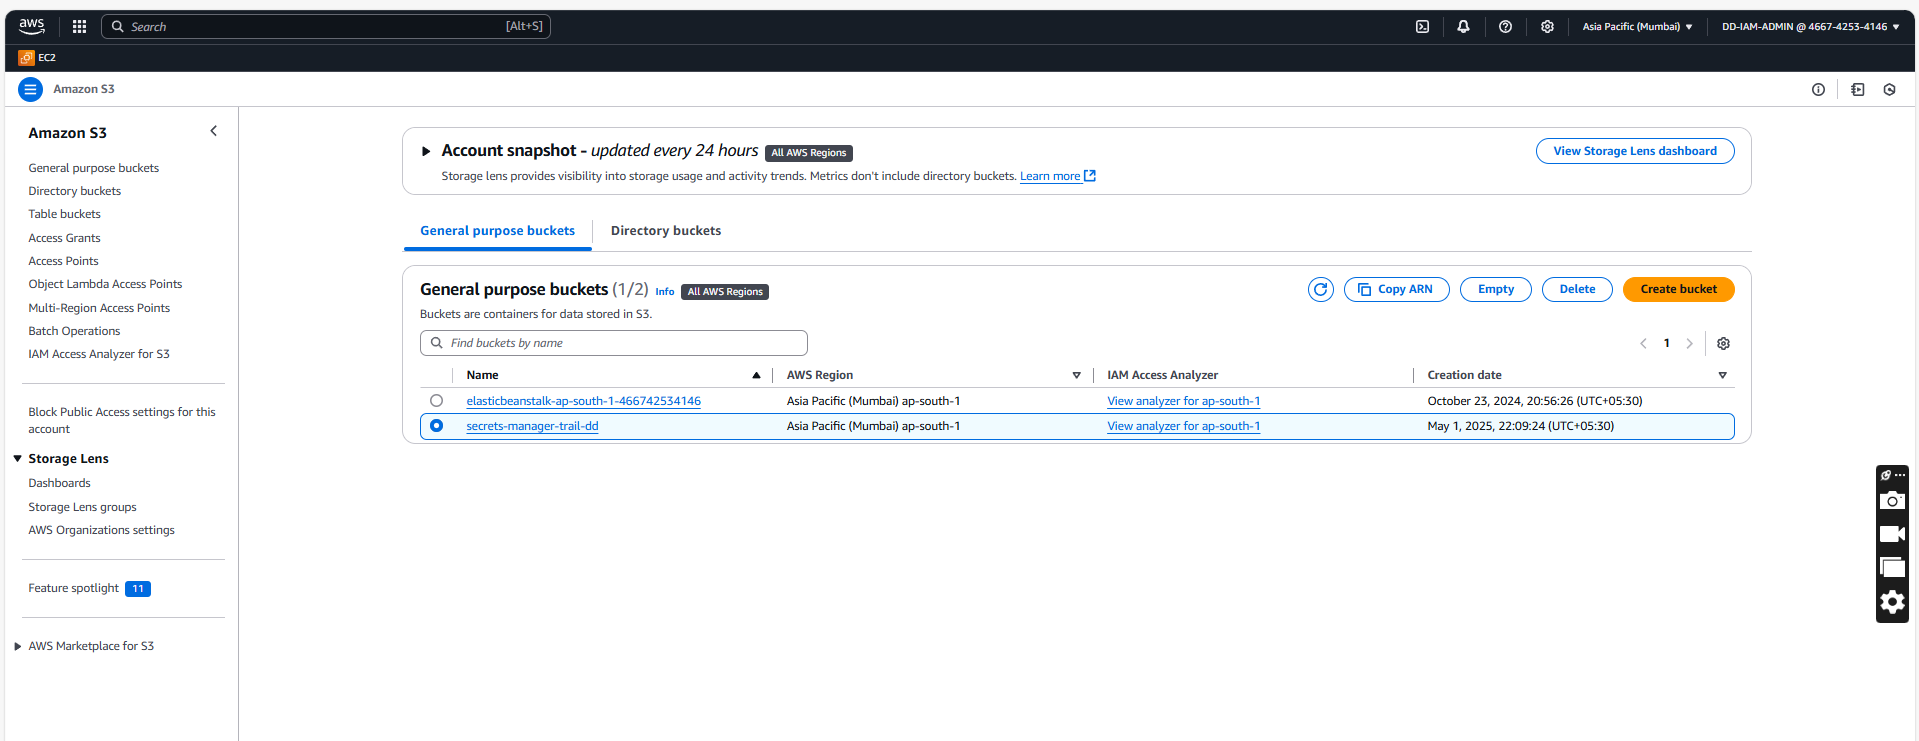 aws
Search [Alt+S]
Asia Pacific (Mumbai)
DD-IAM-ADMIN @ 4667-4253-4146
EC2
Amazon S3
Amazon S3
General purpose buckets
Directory buckets
Table buckets
Access Grants
Access Points
Object Lambda Access Points
Multi-Region Access Points
Batch Operations
IAM Access Analyzer for S3
Block Public Access settings for this
account
Storage Lens
Dashboards
Storage Lens groups
AWS Organizations settings
Feature spotlight 11
AWS Marketplace for S3
Account snapshot - updated every 24 hours All AWS Regions
View Storage Lens dashboard
Storage lens provides visibility into storage usage and activity trends. Metrics don't include directory buckets. Learn more
General purpose buckets Directory buckets
General purpose buckets (1/2) Info All AWS Regions
Copy ARN Empty Delete Create bucket
Buckets are containers for data stored in S3.
Find buckets by name
1
Name AWS Region IAM Access Analyzer Creation date
elasticbeanstalk-ap-south-1-466742534146 Asia Pacific (Mumbai) ap-south-1 View analyzer for ap-south-1 October 23, 2024, 20:56:26 (UTC+05:30)
secrets-manager-trail-dd Asia Pacific (Mumbai) ap-south-1 View analyzer for ap-south-1 May 1, 2025, 22:09:24 (UTC+05:30)